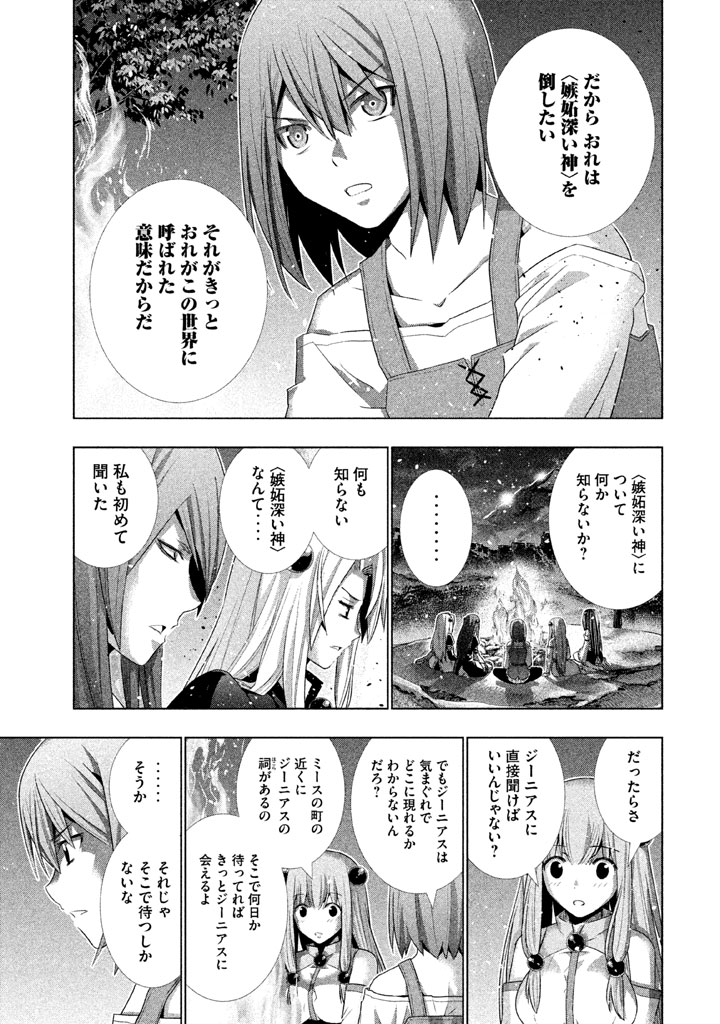 だから おれは
〈嫉妬深い神〉を
倒したい
それがきっと
おれがこの世界に
呼ばれた
意味だからだ
〈嫉妬深い神〉に
ついて
何か
知らないか?
・・・・・・・・
何も
知らない
〈嫉妬深い神〉
なんて・・・・
私も初めて
聞いた
だったらさ
ジーニアスに
直接聞けば
いいんじゃない?
でもジーニアスは
気まぐれで
どこに現れるか
わからないん
だろ?
ミースの町の
近くに
ジーニアスの
祠があるの
ほこら
そこで何日か
待ってれば
きっとジーニアスに
会えるよ
・・・・
そうか
それじゃ
そこで待つしか
ないな